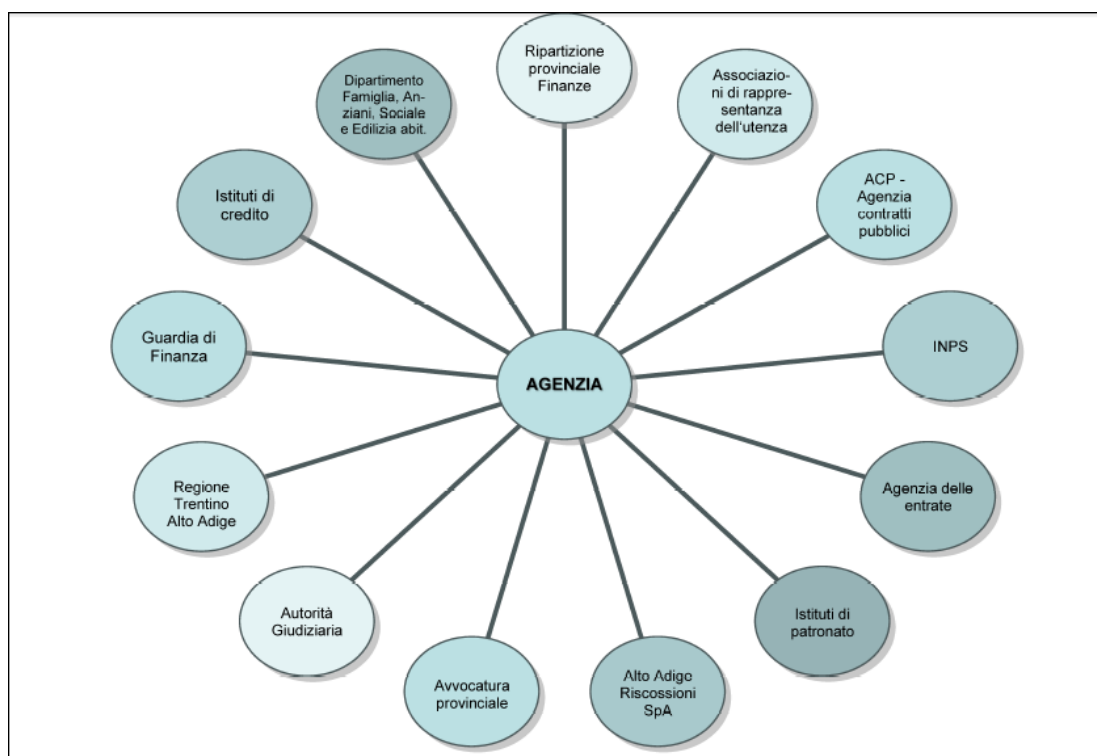 Ripartizione
provinciale
Finanze
Associazio-
ni di rappre-
sentanza
dell'utenza
ACP -
Agenzia
contratti
pubblici
INPS
Agenzia delle
entrate
Istituti di
patronato
Alto Adige
Riscossioni
SpA
Avvocatura
provinciale
Autorità
Giudiziaria
Regione
Trentino
Alto Adige
Guardia di
Finanza
Istituti di
credito
Dipartimento
Famiglia, An-
ziani, Sociale
e Edilizia abit.
AGENZIA